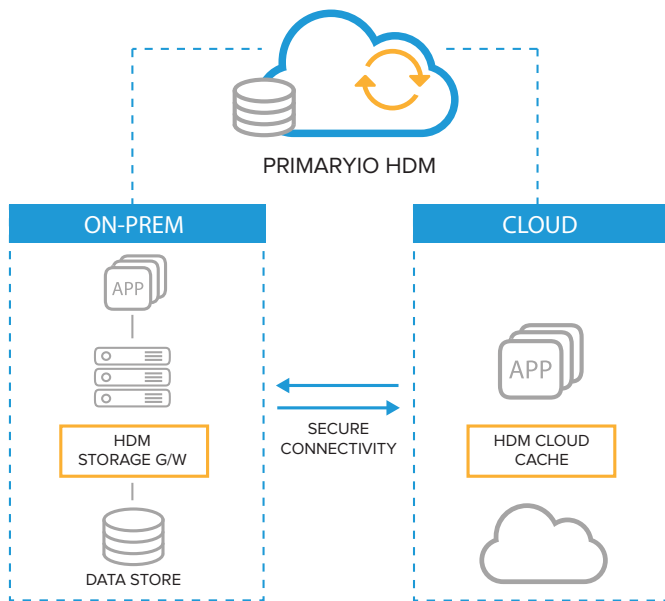 PRIMARYIO HDM
ON-PREM
CLOUD
APP
APP
HDM
STORAGE G/W
SECURE
CONNECTIVITY
HDM CLOUD
CACHE
DATA STORE